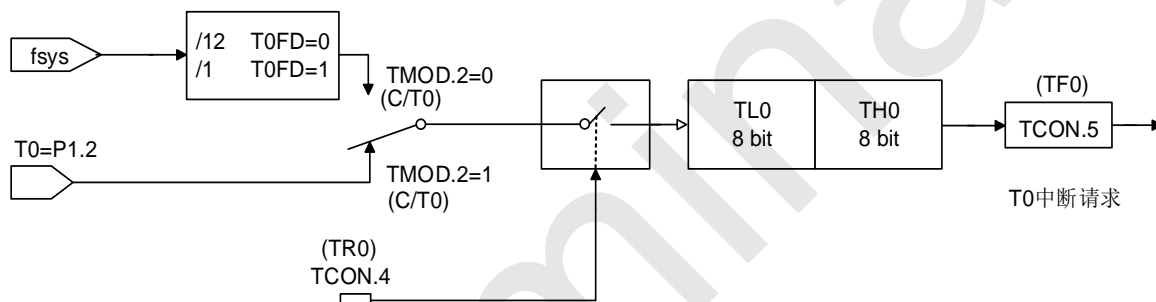 fsys
/12 T0FD=0
/1 T0FD=1
TMOD.2=0
(C/T0)
T0=P1.2
TMOD.2=1
(C/T0)
(TR0)
TCON.4
TL0
8 bit
TH0
8 bit
(TF0)
TCON.5
T0中断请求